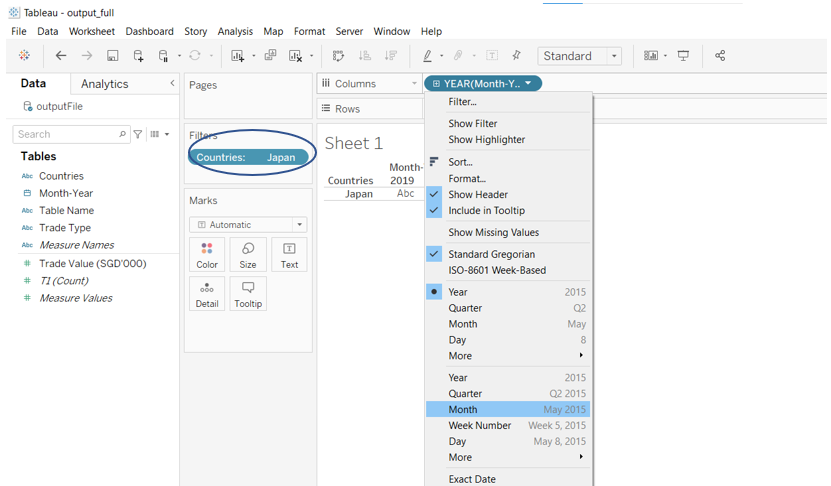 Tableau - output_full
File Data Worksheet Dashboard Story Analysis Map Format Server Window Help
Standard
Data Analytics
outputFile
Search
Tables
Abc Countries
Month-Year
Abc Table Name
Abc Trade Type
Abc Measure Names
# Trade Value (SGD'000)
# TI (Count)
# Measure Values
Pages
Filters
Countries: Japan
Marks
Automatic
Color Size Text
Detail Tooltip
Columns
YEAR(Month-Y..
Rows
Sheet 1
Month-
Countries 2019
Japan Abc
Filter...
Show Filter
Show Highlighter
Sort...
Format...
Show Header
Include in Tooltip
Show Missing Values
Standard Gregorian
ISO-8601 Week-Based
Year 2015
Quarter Q2
Month May
Day 8
More
Year 2015
Quarter Q2 2015
Month May 2015
Week Number Week 5, 2015
Day May 8, 2015
More
Exact Date